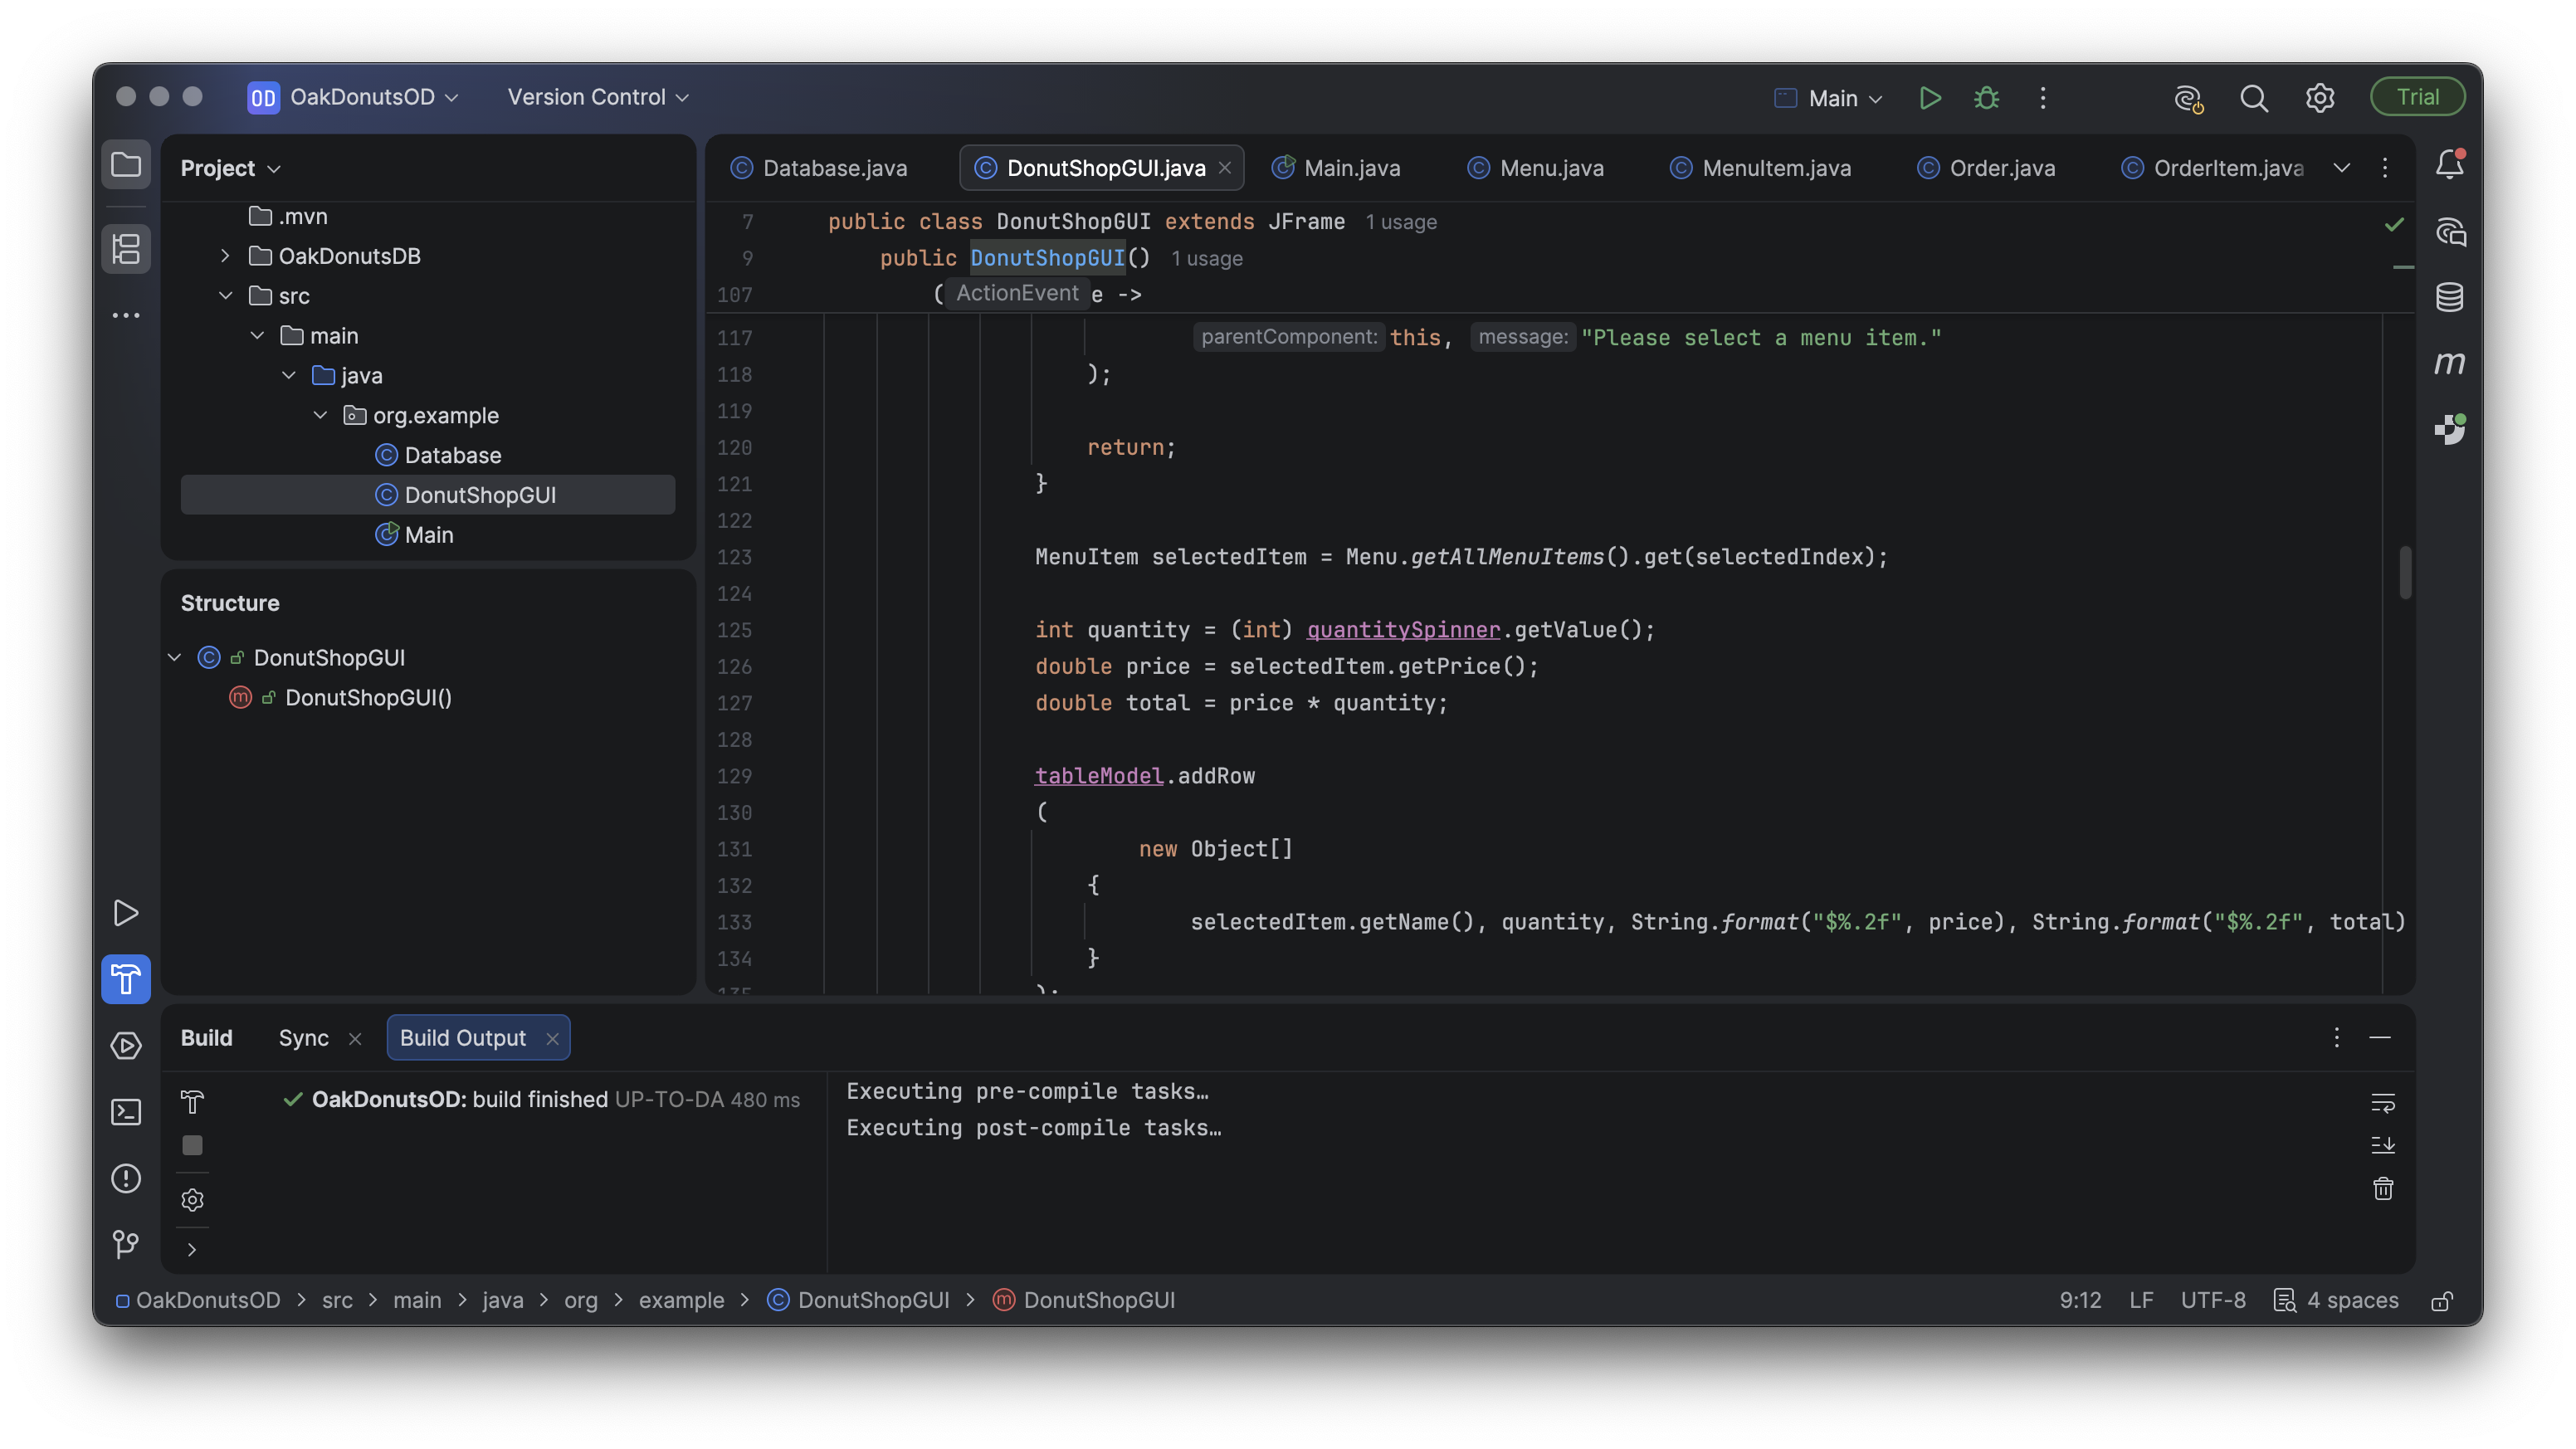 OD OakDonutsOD Version Control Main Trial
Project
.mvn
OakDonutsDB
src
main
java
org.example
Database
DonutShopGUI
Main
Structure
DonutShopGUI
DonutShopGUI()
Database.java DonutShopGUI.java Main.java Menu.java MenuItem.java Order.java OrderItem.java
7 public class DonutShopGUI extends JFrame 1 usage
9 public DonutShopGUI() 1 usage
107 ( ActionEvent e ->
117 parentComponent: this, message: "Please select a menu item."
118 );
119
120 return;
121 }
122
123 MenuItem selectedItem = Menu.getAllMenuItems().get(selectedIndex);
124
125 int quantity = (int) quantitySpinner.getValue();
126 double price = selectedItem.getPrice();
127 double total = price * quantity;
128
129 tableModel.addRow
130 (
131 new Object[]
132 {
133 selectedItem.getName(), quantity, String.format("$%.2f", price), String.format("$%.2f", total)
134 }
135 );
Build Sync Build Output
OakDonutsOD: build finished UP-TO-DA 480 ms
Executing pre-compile tasks…
Executing post-compile tasks…
OakDonutsOD > src > main > java > org > example > DonutShopGUI > DonutShopGUI 9:12 LF UTF-8 4 spaces